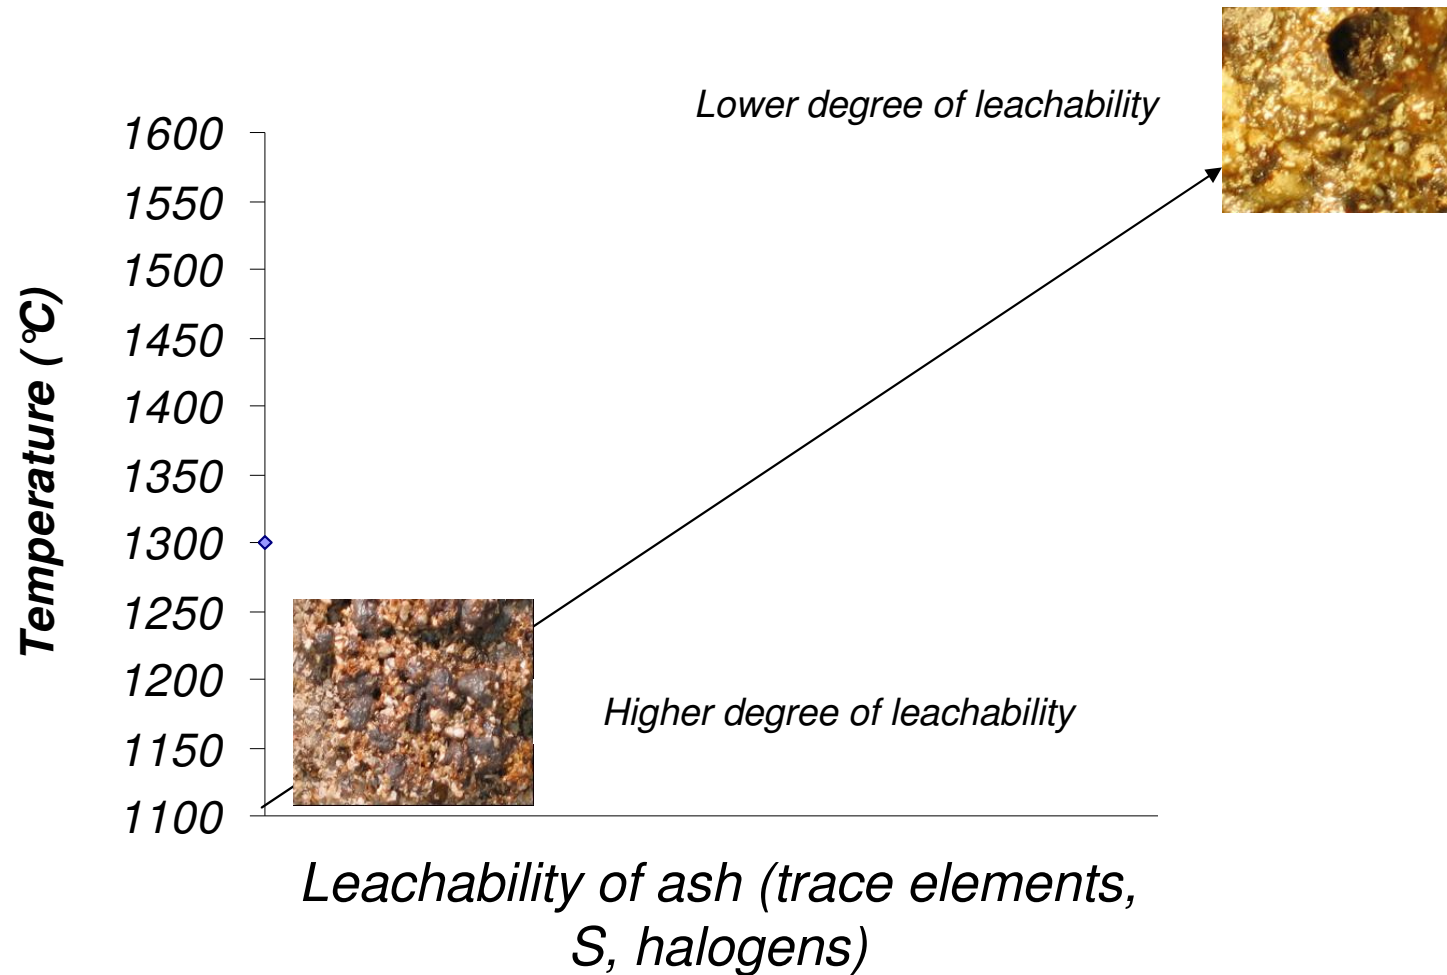 Lower degree of leachability
1600
1550
1500
1450
1400
1350
1300
1250
1200
1150
1100
Temperature (°C)
Higher degree of leachability
Leachability of ash (trace elements,
S, halogens)